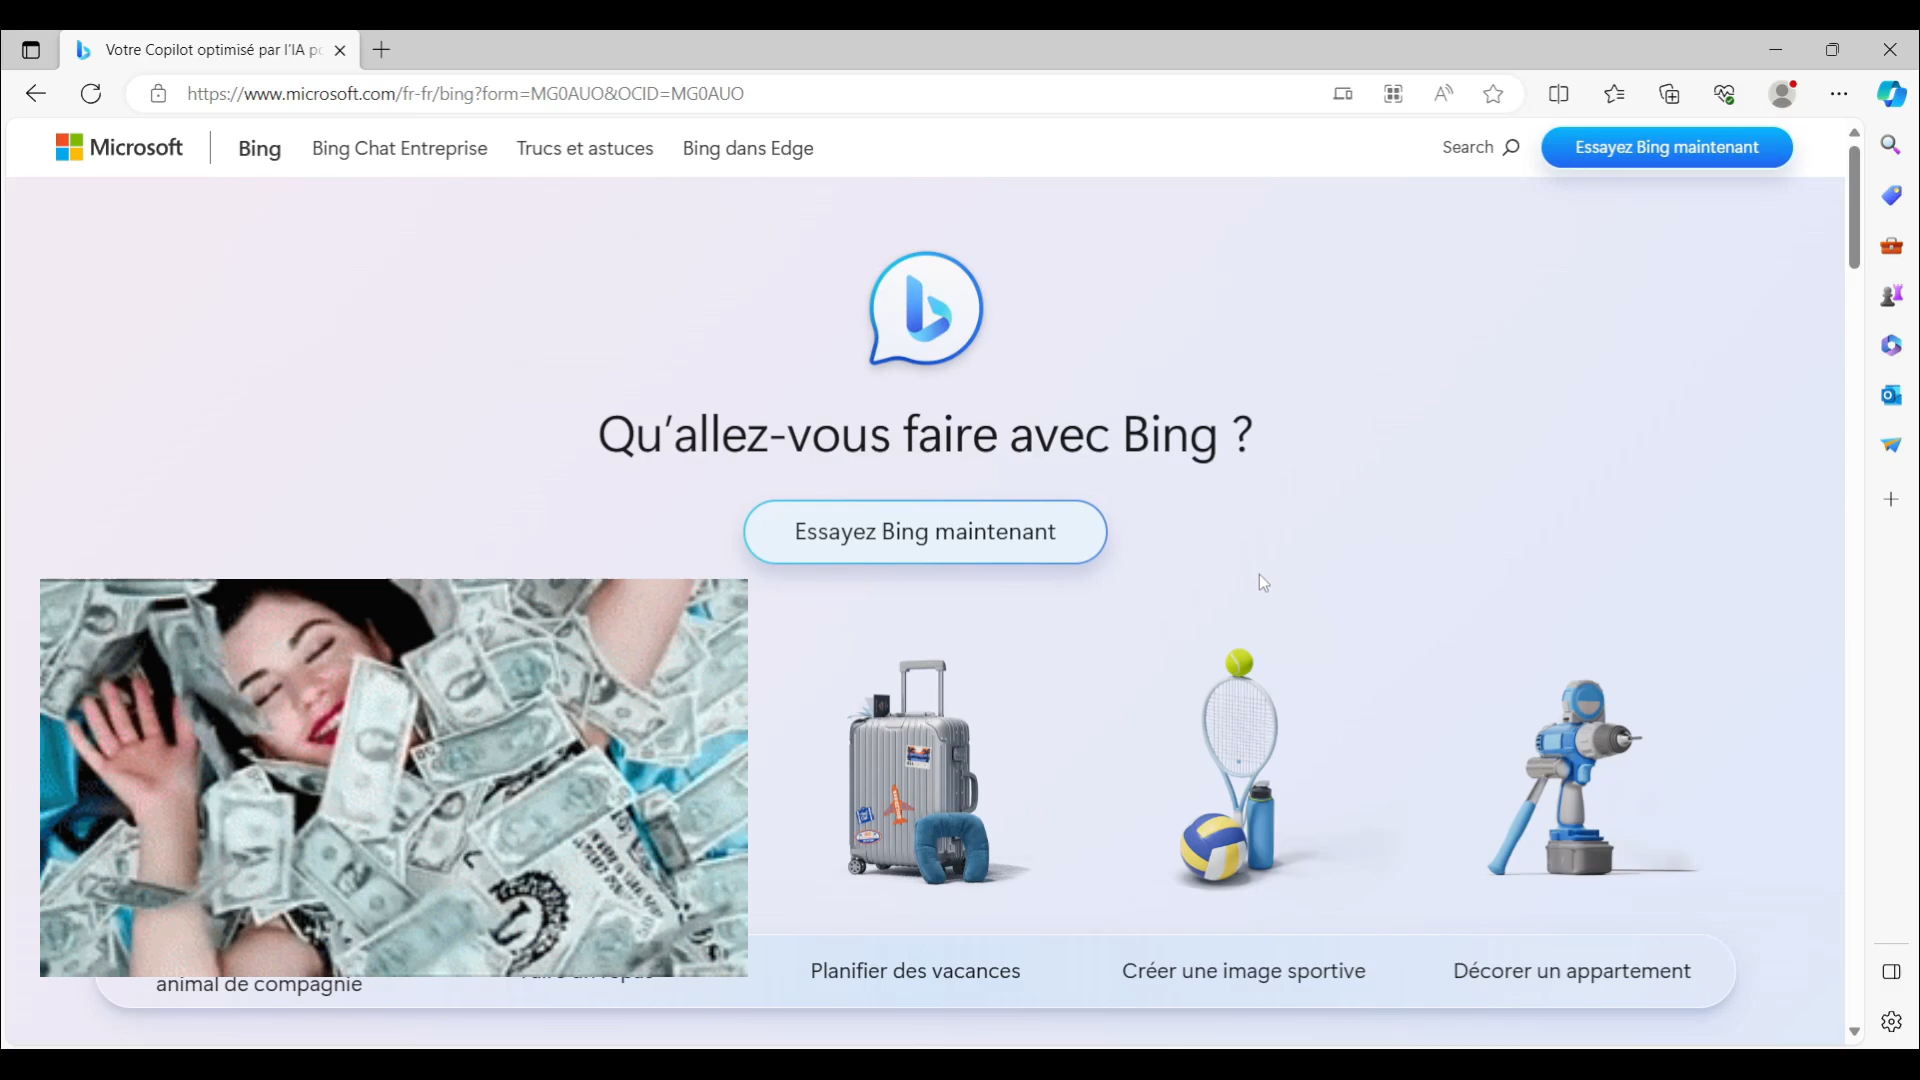 Votre Copilot optimisé par l'IA
https://www.microsoft.com/fr-fr/bing?form=MG0AUO&OCID=MG0AUO
Microsoft
Bing
Bing Chat Entreprise
Trucs et astuces
Bing dans Edge
Search
Essayez Bing maintenant
Qu'allez-vous faire avec Bing ?
Essayez Bing maintenant
animal de compagnie
Planifier des vacances
Créer une image sportive
Décorer un appartement